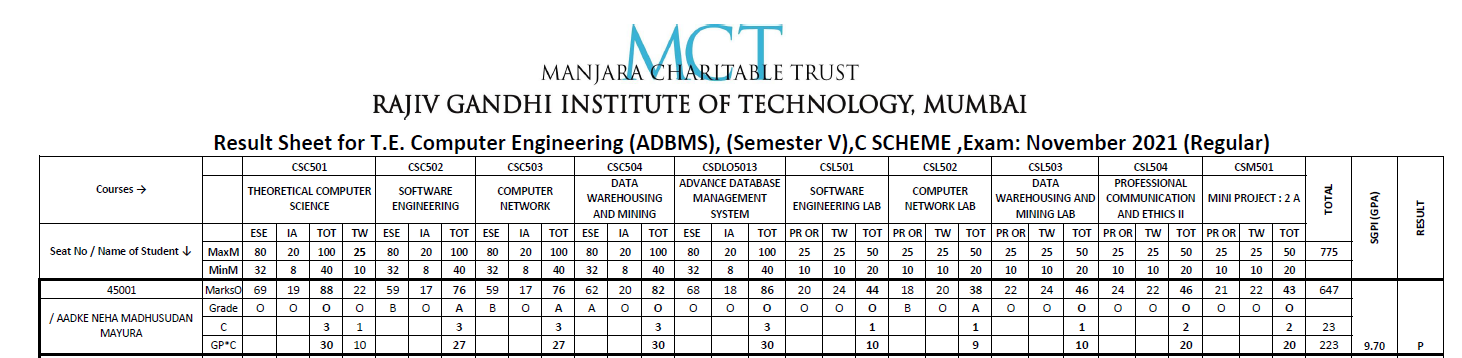 MCT
MANJARA CHARITABLE TRUST
RAJIV GANDHI INSTITUTE OF TECHNOLOGY, MUMBAI
Result Sheet for T.E. Computer Engineering (ADBMS), (Semester V),C SCHEME ,Exam: November 2021 (Regular)
Courses → CSC501 CSC502 CSC503 CSC504 CSDLO5013 CSL501 CSL502 CSL503 CSL504 CSM501 TOTAL SGPI (GPA) RESULT
THEORETICAL COMPUTER SCIENCE SOFTWARE ENGINEERING COMPUTER NETWORK DATA WAREHOUSING AND MINING ADVANCE DATABASE MANAGEMENT SYSTEM SOFTWARE ENGINEERING LAB COMPUTER NETWORK LAB DATA WAREHOUSING AND MINING LAB PROFESSIONAL COMMUNICATION AND ETHICS II MINI PROJECT : 2 A
ESE IA TOT TW ESE IA TOT ESE IA TOT ESE IA TOT ESE IA TOT PR OR TW TOT PR OR TW TOT PR OR TW TOT PR OR TW TOT PR OR TW TOT
Seat No / Name of Student ↓ MaxM 80 20 100 25 80 20 100 80 20 100 80 20 100 80 20 100 25 25 50 25 25 50 25 25 50 25 25 50 25 25 50 775
MinM 32 8 40 10 32 8 40 32 8 40 32 8 40 32 8 40 10 10 20 10 10 20 10 10 20 10 10 20 10 10 20
45001 MarksO 69 19 88 22 59 17 76 59 17 76 62 20 82 68 18 86 20 24 44 18 20 38 22 24 46 24 22 46 21 22 43 647
/ AADKE NEHA MADHUSUDAN MAYURA Grade O O O O B O A B O A A O O O O O O O O B O A O O O O O O O O O
C 3 1 3 3 3 3 1 1 1 2 2 23
GP*C 30 10 27 27 30 30 10 9 10 20 20 223 9.70 P